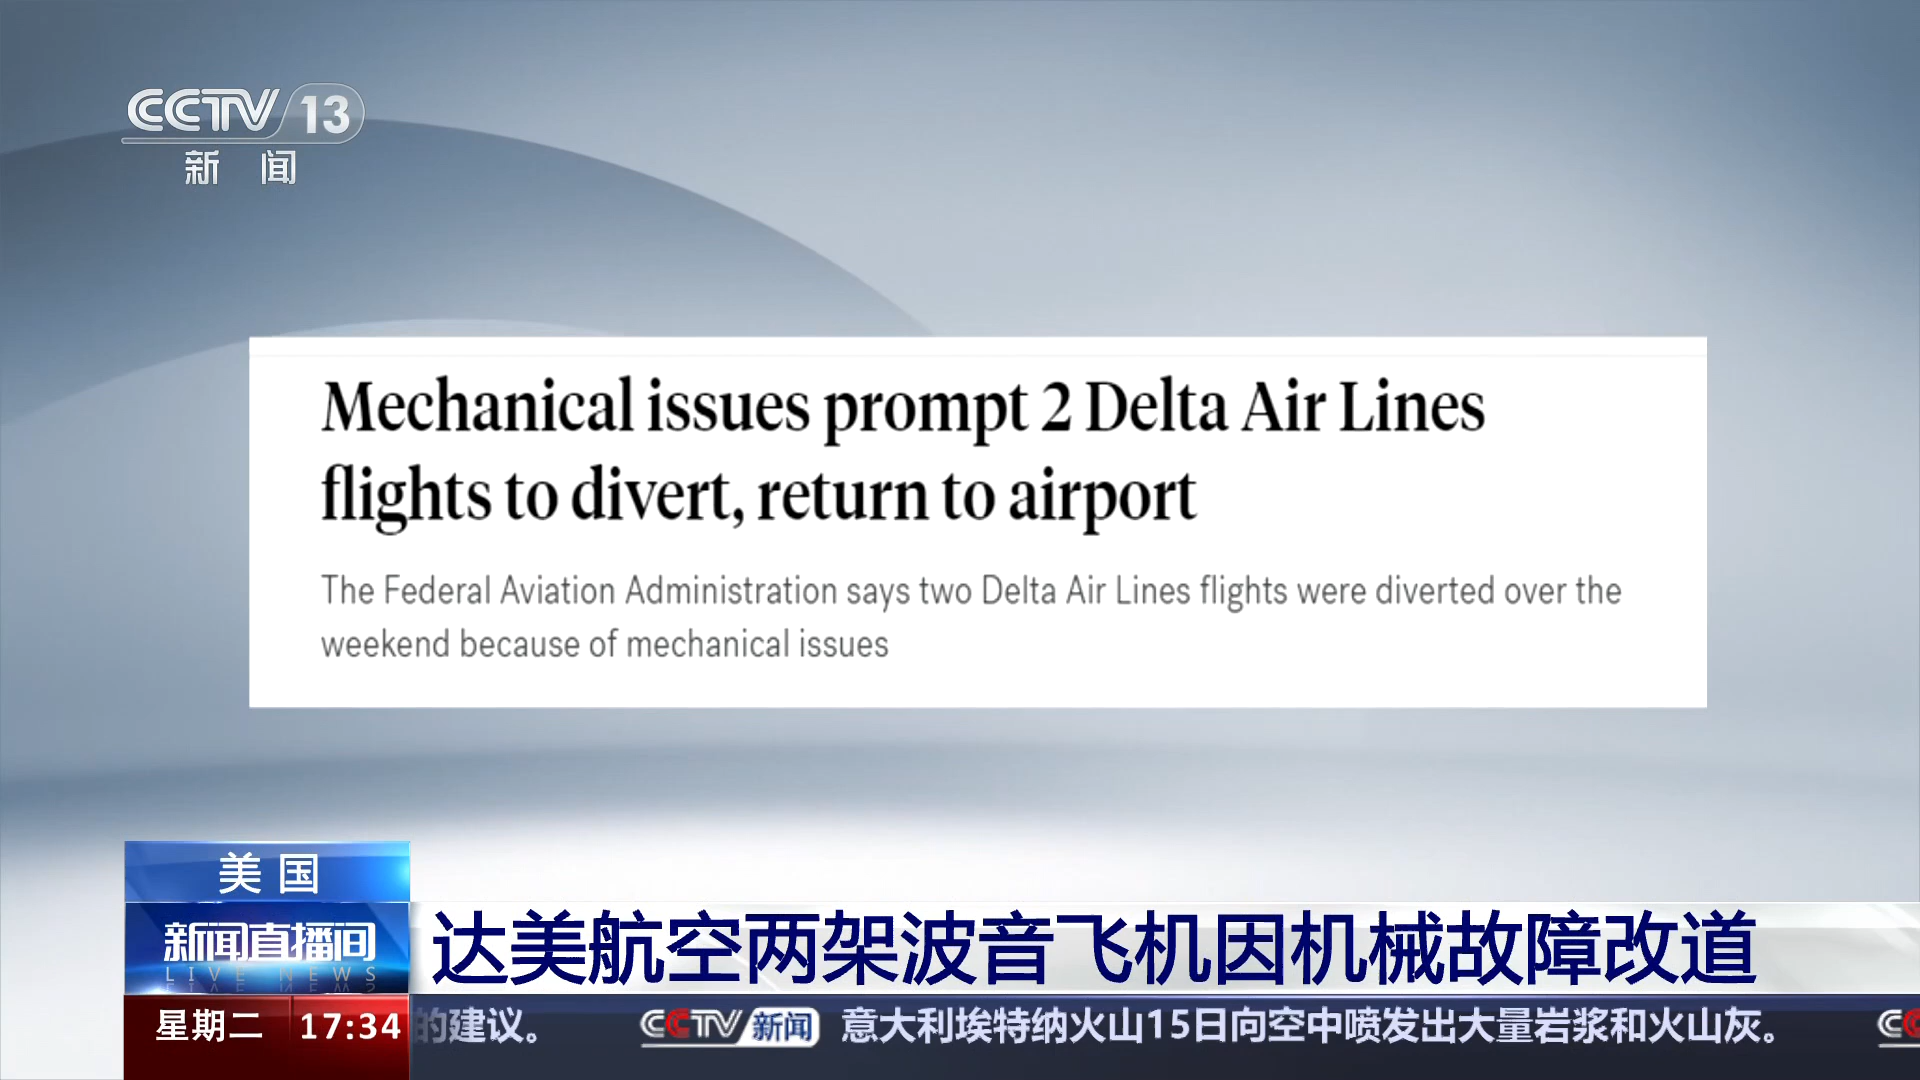 CCTV 13
新闻
Mechanical issues prompt 2 Delta Air Lines
flights to divert, return to airport
The Federal Aviation Administration says two Delta Air Lines flights were diverted over the
weekend because of mechanical issues
美国
新闻直播间
LIVE NEWS
达美航空两架波音飞机因机械故障改道
星期二 17:34
的建议。 CCTV新闻 意大利埃特纳火山15日向空中喷发出大量岩浆和火山灰。